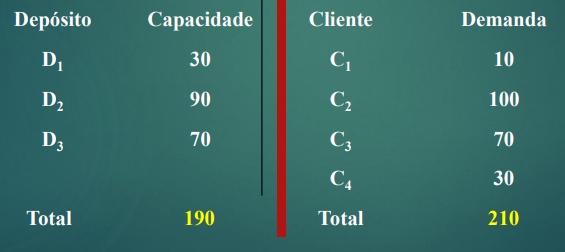 Depósito Capacidade Cliente Demanda
D₁ 30 C₁ 10
D₂ 90 C₂ 100
D₃ 70 C₃ 70
C₄ 30
Total 190 Total 210